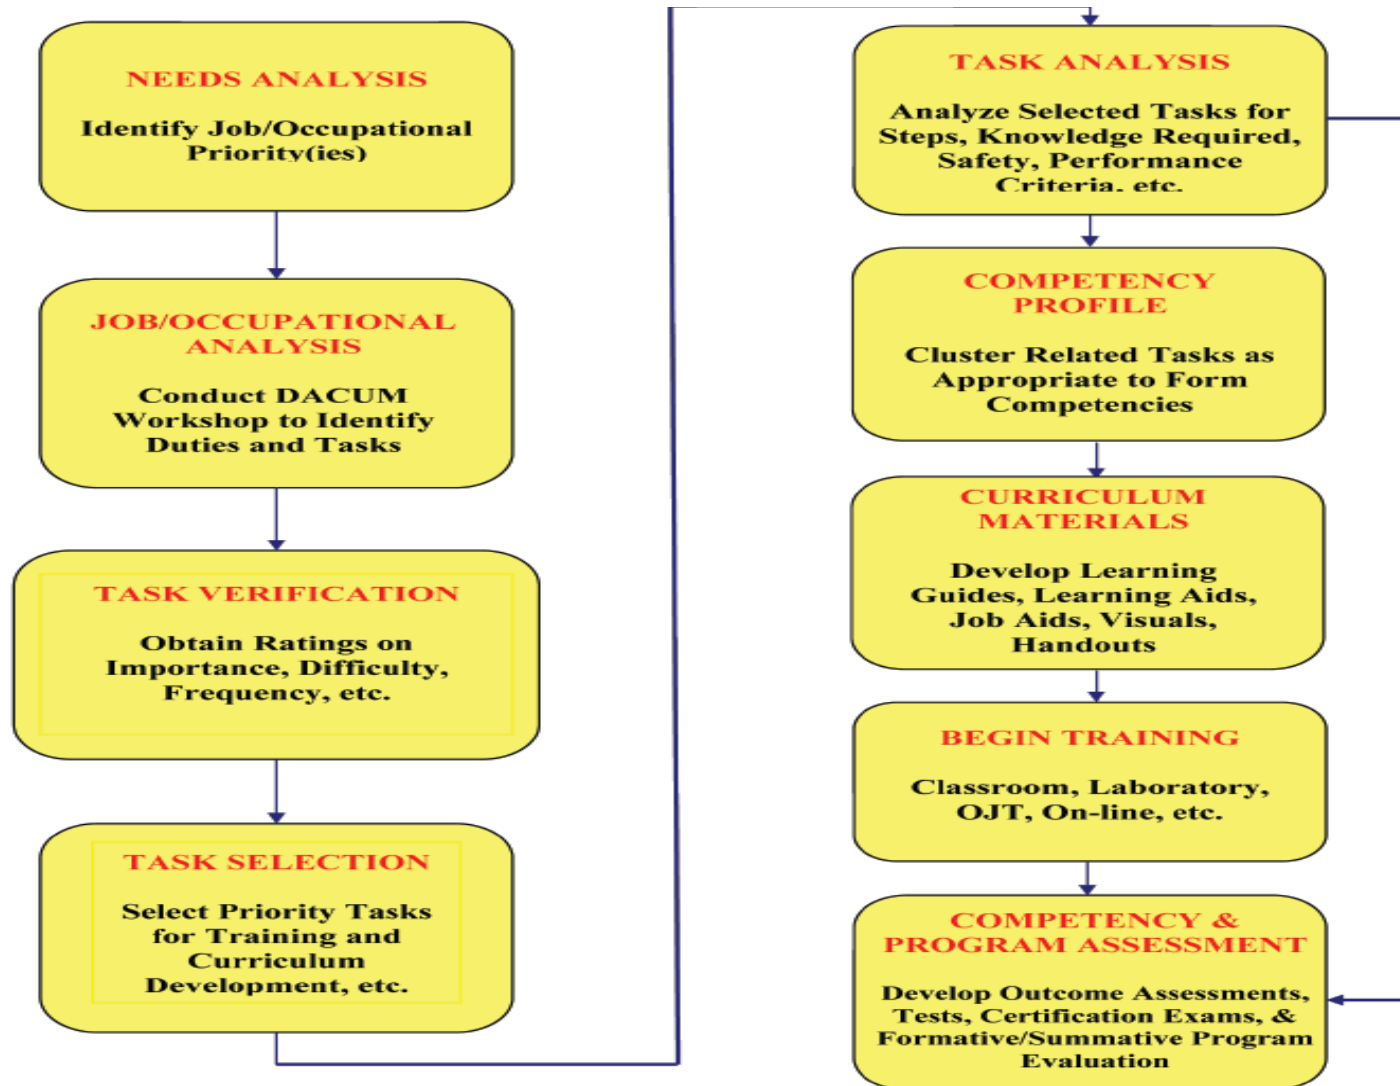 NEEDS ANALYSIS
Identify Job/Occupational
Priority(ies)
JOB/OCCUPATIONAL
ANALYSIS
Conduct DACUM
Workshop to Identify
Duties and Tasks
TASK VERIFICATION
Obtain Ratings on
Importance, Difficulty,
Frequency, etc.
TASK SELECTION
Select Priority Tasks
for Training and
Curriculum
Development, etc.
TASK ANALYSIS
Analyze Selected Tasks for
Steps, Knowledge Required,
Safety, Performance
Criteria, etc.
COMPETENCY
PROFILE
Cluster Related Tasks as
Appropriate to Form
Competencies
CURRICULUM
MATERIALS
Develop Learning
Guides, Learning Aids,
Job Aids, Visuals,
Handouts
BEGIN TRAINING
Classroom, Laboratory,
OJT, On-line, etc.
COMPETENCY &
PROGRAM ASSESSMENT
Develop Outcome Assessments,
Tests, Certification Exams, &
Formative/Summative Program
Evaluation